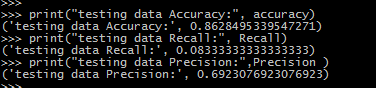 >>>
>>> print("testing data Accuracy:", accuracy)
('testing data Accuracy:', 0.8628495339547271)
>>> print("testing data Recall:", Recall)
('testing data Recall:', 0.08333333333333333)
>>> print("testing data Precision:",Precision )
('testing data Precision:', 0.6923076923076923)
>>>